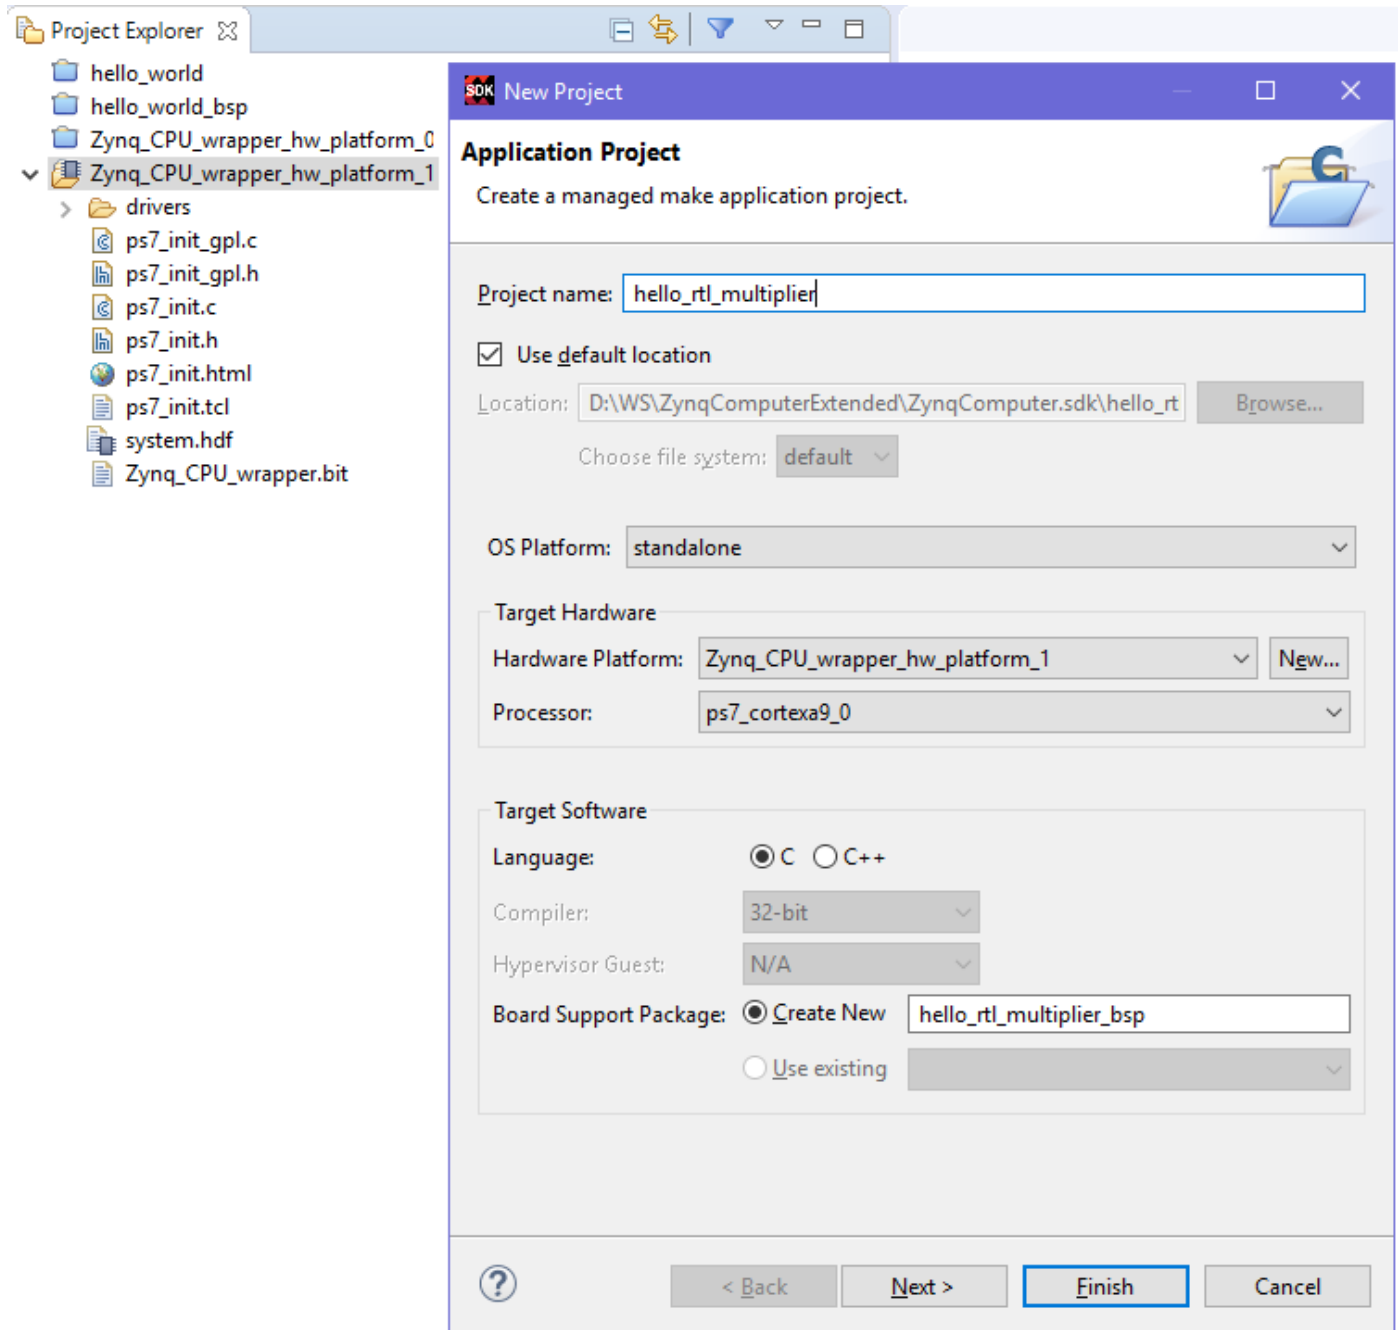 Project Explorer
hello_world
hello_world_bsp
Zynq_CPU_wrapper_hw_platform_0
Zynq_CPU_wrapper_hw_platform_1
drivers
ps7_init_gpl.c
ps7_init_gpl.h
ps7_init.c
ps7_init.h
ps7_init.html
ps7_init.tcl
system.hdf
Zynq_CPU_wrapper.bit
SDK New Project
Application Project
Create a managed make application project.
Project name: hello_rtl_multiplier
Use default location
Location: D:\WS\ZynqComputerExtended\ZynqComputer.sdk\hello_rt Browse...
Choose file system: default
OS Platform: standalone
Target Hardware
Hardware Platform: Zynq_CPU_wrapper_hw_platform_1 New...
Processor: ps7_cortexa9_0
Target Software
Language: C C++
Compiler: 32-bit
Hypervisor Guest: N/A
Board Support Package: Create New hello_rtl_multiplier_bsp
Use existing
? < Back Next > Finish Cancel